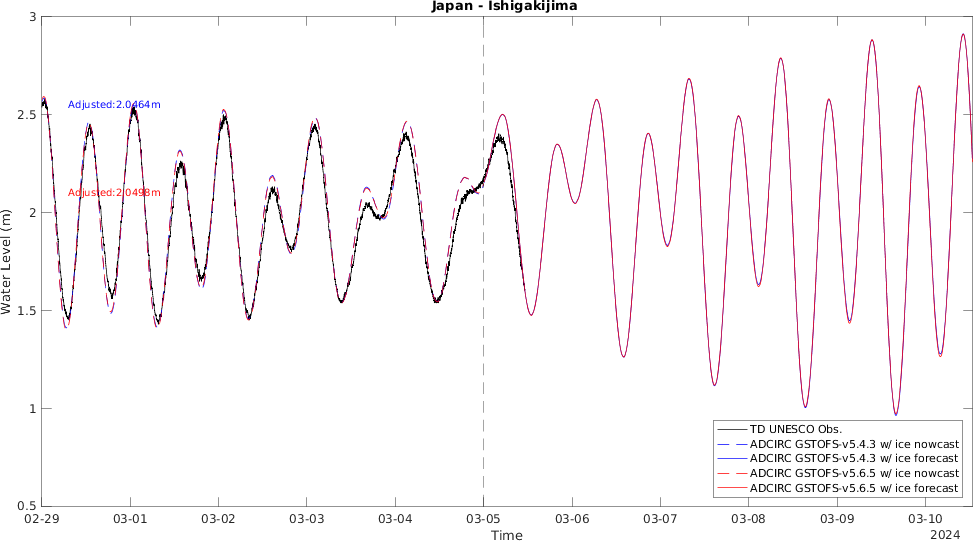 Japan - Ishigakijima
Water Level (m)
3
2.5
2
1.5
1
0.5
Adjusted:2.0464m
Adjusted:2.0498m
TD UNESCO Obs.
ADCIRC GSTOFS-v5.4.3 w/ ice nowcast
ADCIRC GSTOFS-v5.4.3 w/ ice forecast
ADCIRC GSTOFS-v5.6.5 w/ ice nowcast
ADCIRC GSTOFS-v5.6.5 w/ ice forecast
02-29 03-01 03-02 03-03 03-04 03-05 03-06 03-07 03-08 03-09 03-10
Time
2024